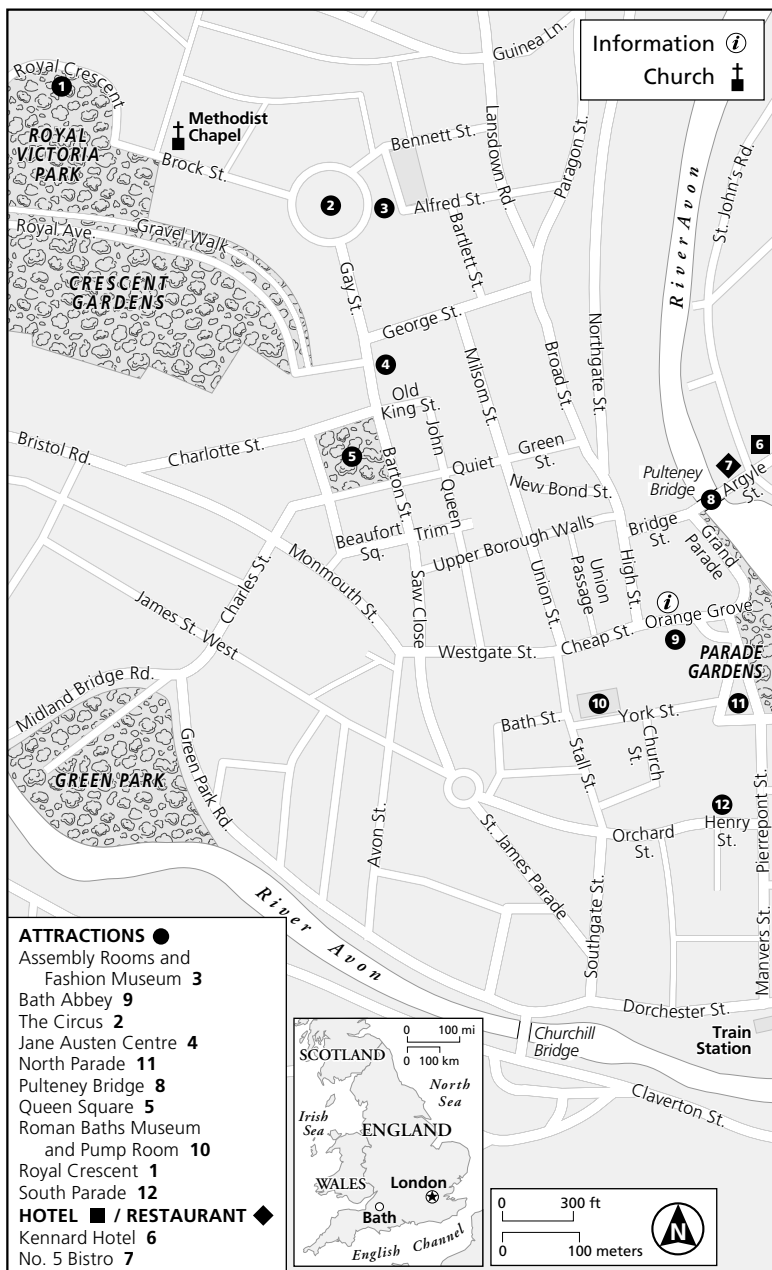 Information i
Church
Guinea Ln.
Royal Crescent
1
ROYAL
VICTORIA
PARK
Methodist
Chapel
Brock St.
Bennett St.
Lansdown Rd.
Paragon St.
River Avon
St. John's Rd.
2
3
Alfred St.
Bartlett St.
Royal Ave.
Gravel Walk
CRESCENT
GARDENS
Gay St.
George St.
4
Milsom St.
Broad St.
Northgate St.
Old
King St.
John
Queen
Bristol Rd.
Charlotte St.
5
Barton St.
Quiet
Green
St.
New Bond St.
6
7
Pulteney
Bridge
8
Argyle
St.
Beaufort
Sq.
Trim
Upper Borough Walls
Bridge
St.
Grand
Parade
Monmouth St.
Charles St.
Saw Close
Union St.
Union
Passage
High St.
i
James St. West
Westgate St.
Cheap St.
Orange Grove
9
PARADE
GARDENS
Midland Bridge Rd.
10
11
Bath St.
York St.
Church
St.
Stall St.
GREEN PARK
Green Park Rd.
Avon St.
12
Henry
St.
Orchard
St.
Pierrepont St.
St. James Parade
Southgate St.
Manvers St.
River Avon
Dorchester St.
Train
Station
Churchill
Bridge
Claverton St.
ATTRACTIONS
Assembly Rooms and
Fashion Museum 3
Bath Abbey 9
The Circus 2
Jane Austen Centre 4
North Parade 11
Pulteney Bridge 8
Queen Square 5
Roman Baths Museum
and Pump Room 10
Royal Crescent 1
South Parade 12
HOTEL / RESTAURANT
Kennard Hotel 6
No. 5 Bistro 7
0 100 mi
0 100 km
SCOTLAND
North
Sea
Irish
Sea
ENGLAND
WALES
London
Bath
English Channel
0 300 ft
0 100 meters
N